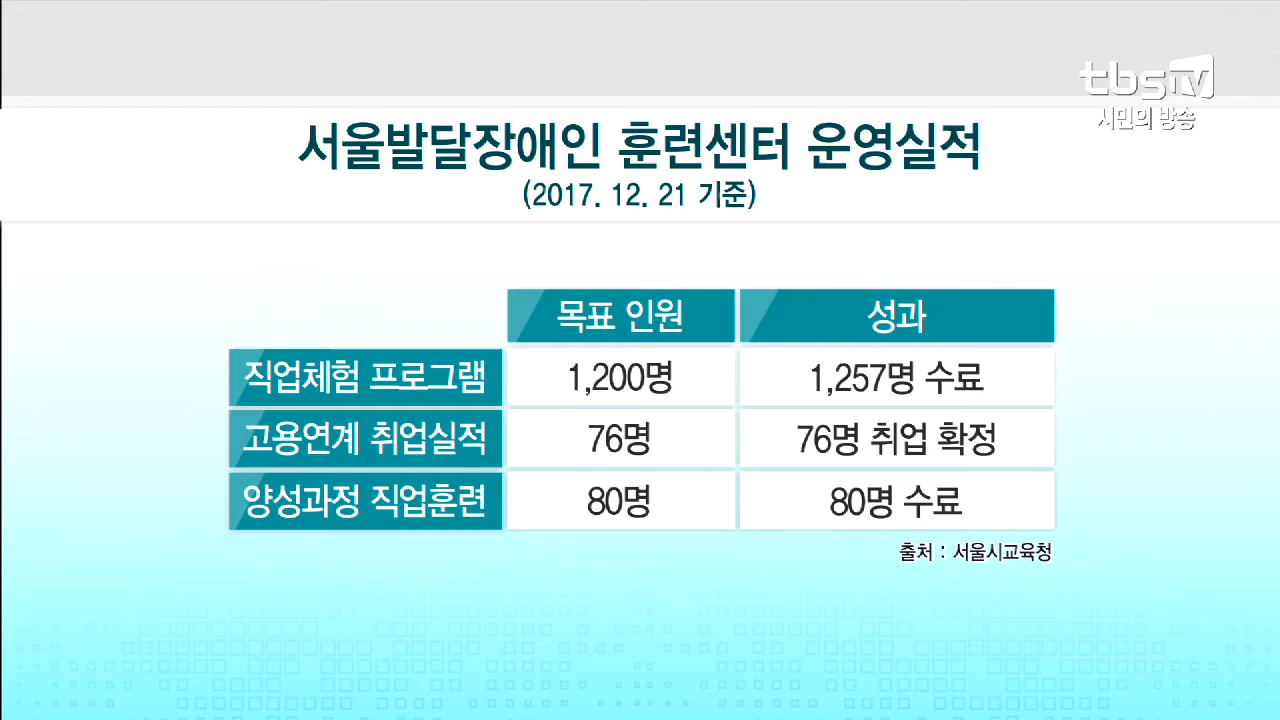 tbs TV
시민의 방송
서울발달장애인 훈련센터 운영실적
(2017. 12. 21 기준)
목표 인원 성과
직업체험 프로그램 1,200명 1,257명 수료
고용연계 취업실적 76명 76명 취업 확정
양성과정 직업훈련 80명 80명 수료
출처 : 서울시교육청